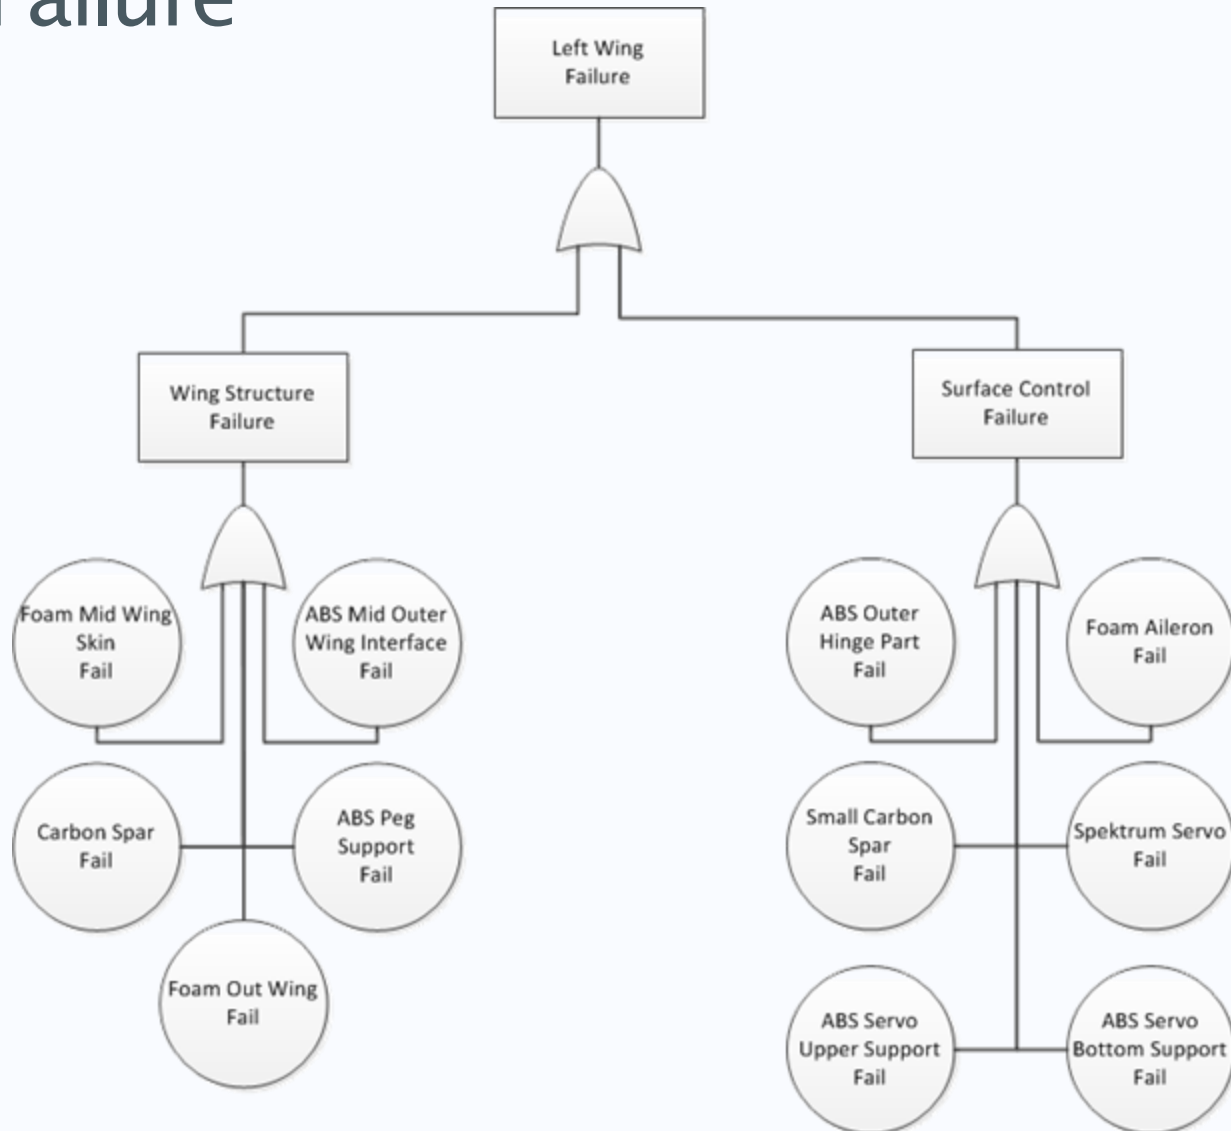 Failure
Left Wing
Failure
Wing Structure
Failure
Surface Control
Failure
Foam Mid Wing
Skin
Fail
ABS Mid Outer
Wing Interface
Fail
ABS Outer
Hinge Part
Fail
Foam Aileron
Fail
Carbon Spar
Fail
ABS Peg
Support
Fail
Small Carbon
Spar
Fail
Spektrum Servo
Fail
Foam Out Wing
Fail
ABS Servo
Upper Support
Fail
ABS Servo
Bottom Support
Fail